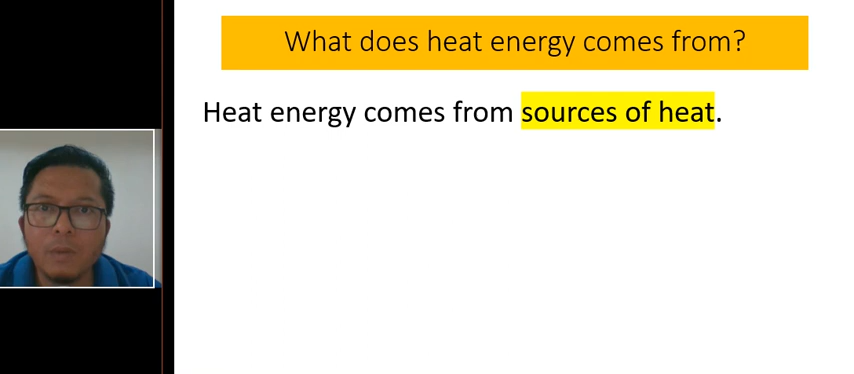 What does heat energy comes from?
Heat energy comes from sources of heat.